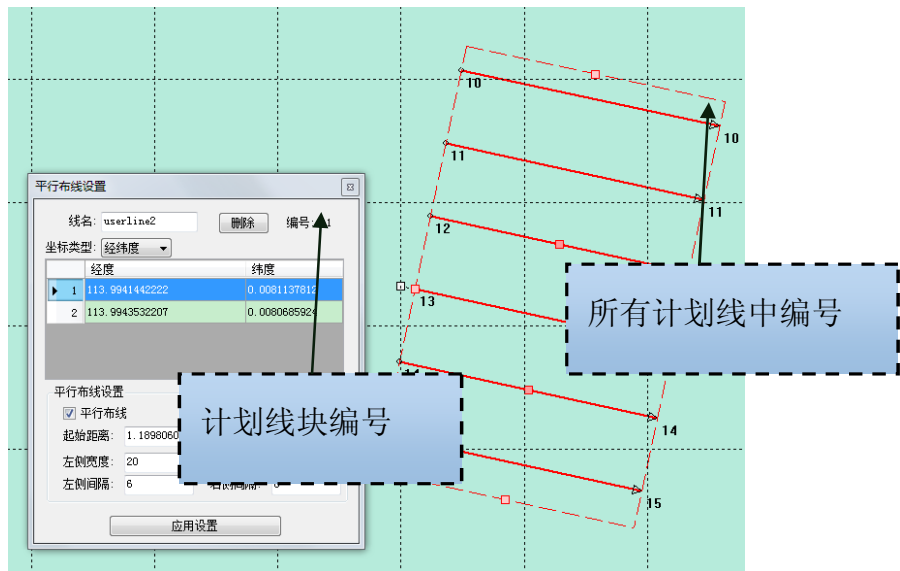 平行布线设置
线名: userline2 删除 编号: 1
坐标类型: 经纬度
经度 纬度
1 113.9941442222 0.0081137812
2 113.9943532207 0.0080685924
平行布线设置
平行布线
起始距离: 1.1898060
左侧宽度: 20
左侧间隔: 6
应用设置
计划线块编号
所有计划线中编号
10
10
11
11
12
13
14
15